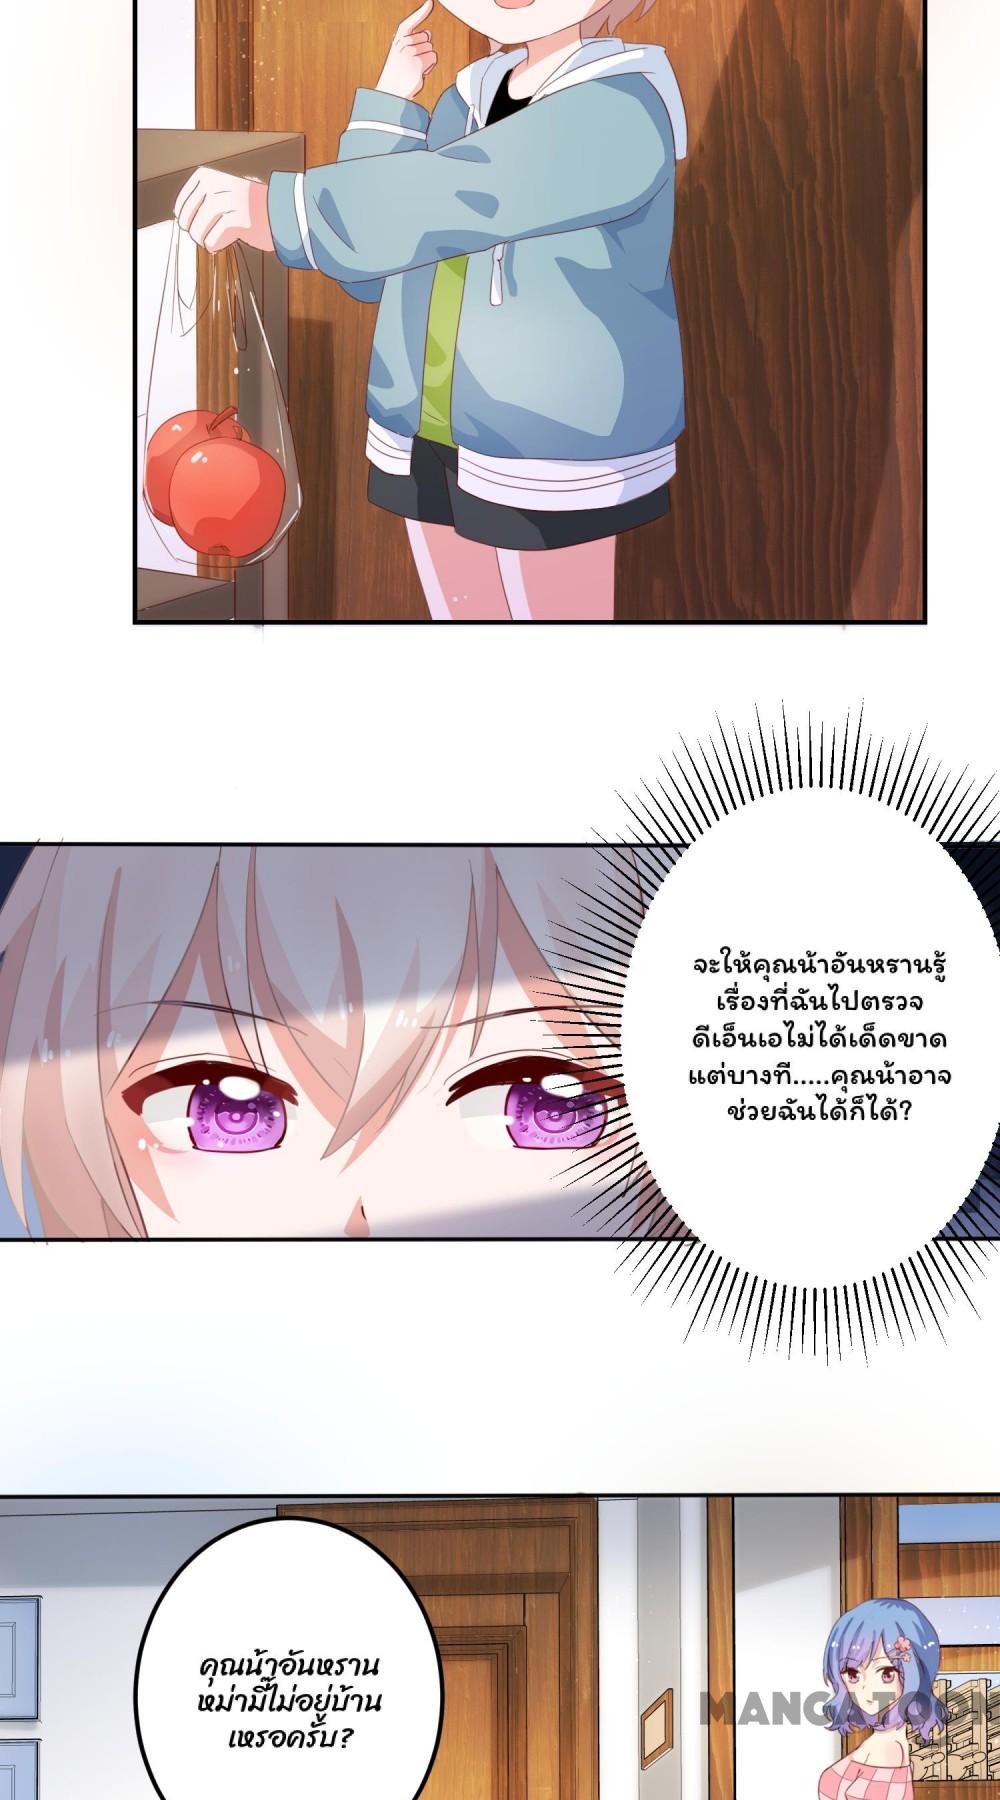 จะให้คุณน้าอันหรานรู้
เรื่องที่ฉันไปตรวจ
ดีเอ็นเอไม่ได้เด็ดขาด
แต่บางที.....คุณน้าอาจ
ช่วยฉันได้ก็ได้?
คุณน้าอันหราน
หม่ามี๊ไม่อยู่บ้าน
เหรอครับ?
MANGATOON